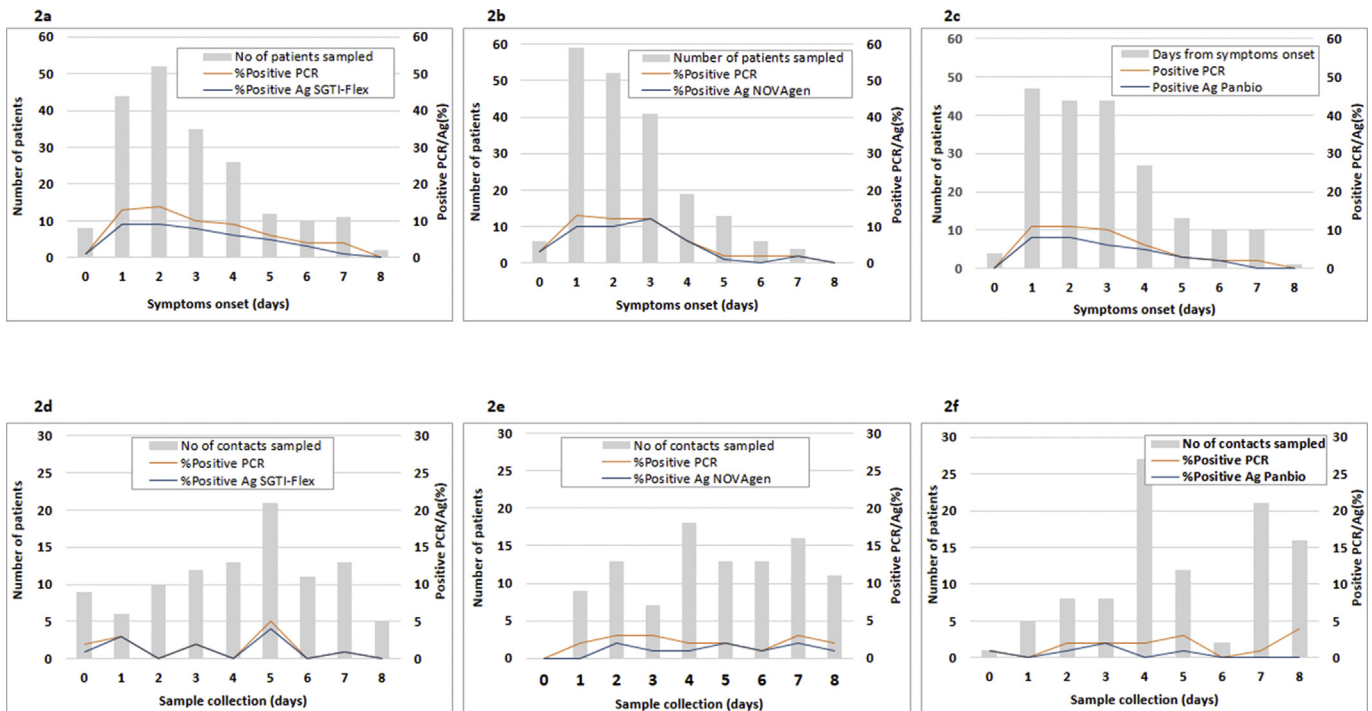 2a
60
50
40
30
20
10
0
Number of patients
No of patients sampled
%Positive PCR
%Positive Ag SGTI-Flex
60
50
40
30
20
10
0
Positive PCR/Ag(%)
0 1 2 3 4 5 6 7 8
Symptoms onset (days)
2b
60
50
40
30
20
10
0
Number of patients
Number of patients sampled
%Positive PCR
%Positive Ag NOVAgen
60
50
40
30
20
10
0
Positive PCR/Ag(%)
0 1 2 3 4 5 6 7 8
Symptoms onset (days)
2c
60
50
40
30
20
10
0
Number of patients
Days from symptoms onset
Positive PCR
Positive Ag Panbio
60
50
40
30
20
10
0
Positive PCR/Ag(%)
0 1 2 3 4 5 6 7 8
Symptoms onset (days)
2d
30
25
20
15
10
5
0
Number of patients
No of contacts sampled
%Positive PCR
%Positive Ag SGTI-Flex
30
25
20
15
10
5
0
Positive PCR/Ag(%)
0 1 2 3 4 5 6 7 8
Sample collection (days)
2e
30
25
20
15
10
5
0
Number of patients
No of contacts sampled
%Positive PCR
%Positive Ag NOVAgen
30
25
20
15
10
5
0
Positive PCR/Ag(%)
0 1 2 3 4 5 6 7 8
Sample collection (days)
2f
30
25
20
15
10
5
0
Number of patients
No of contacts sampled
%Positive PCR
%Positive Ag Panbio
30
25
20
15
10
5
0
Positive PCR/Ag(%)
0 1 2 3 4 5 6 7 8
Sample collection (days)